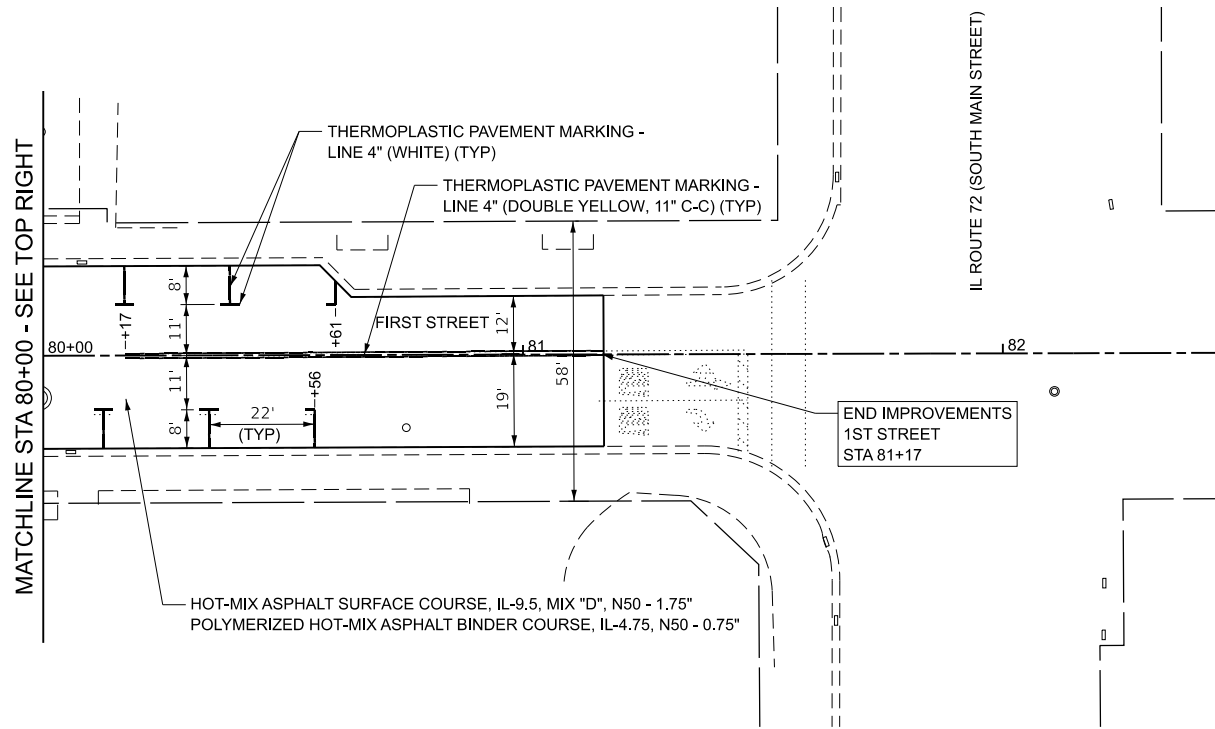 MATCHLINE STA 80+00 - SEE TOP RIGHT
THERMOPLASTIC PAVEMENT MARKING -
LINE 4" (WHITE) (TYP)
THERMOPLASTIC PAVEMENT MARKING -
LINE 4" (DOUBLE YELLOW, 11" C-C) (TYP)
IL ROUTE 72 (SOUTH MAIN STREET)
8'
11'
+17
+61
FIRST STREET
12'
80+00
81
82
11'
8'
+56
22'
(TYP)
19'
58'
END IMPROVEMENTS
1ST STREET
STA 81+17
HOT-MIX ASPHALT SURFACE COURSE, IL-9.5, MIX "D", N50 - 1.75"
POLYMERIZED HOT-MIX ASPHALT BINDER COURSE, IL-4.75, N50 - 0.75"